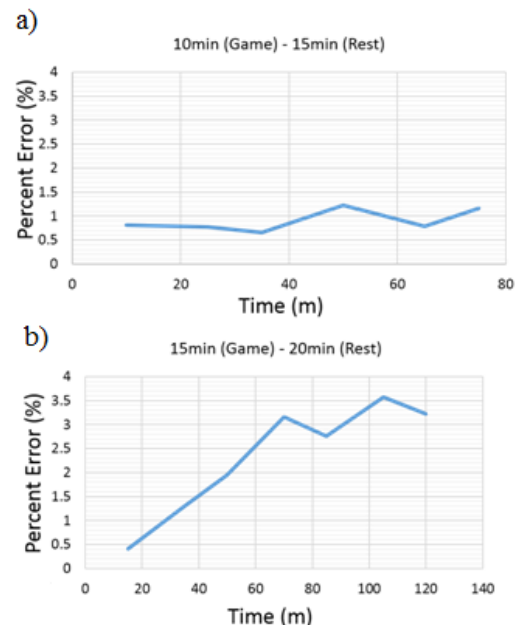 a)
10min (Game) - 15min (Rest)
4
3.5
3
2.5
2
1.5
1
0.5
0
Percent Error (%)
0 20 40 60 80
Time (m)
b)
15min (Game) - 20min (Rest)
4
3.5
3
2.5
2
1.5
1
0.5
0
Percent Error (%)
0 20 40 60 80 100 120 140
Time (m)